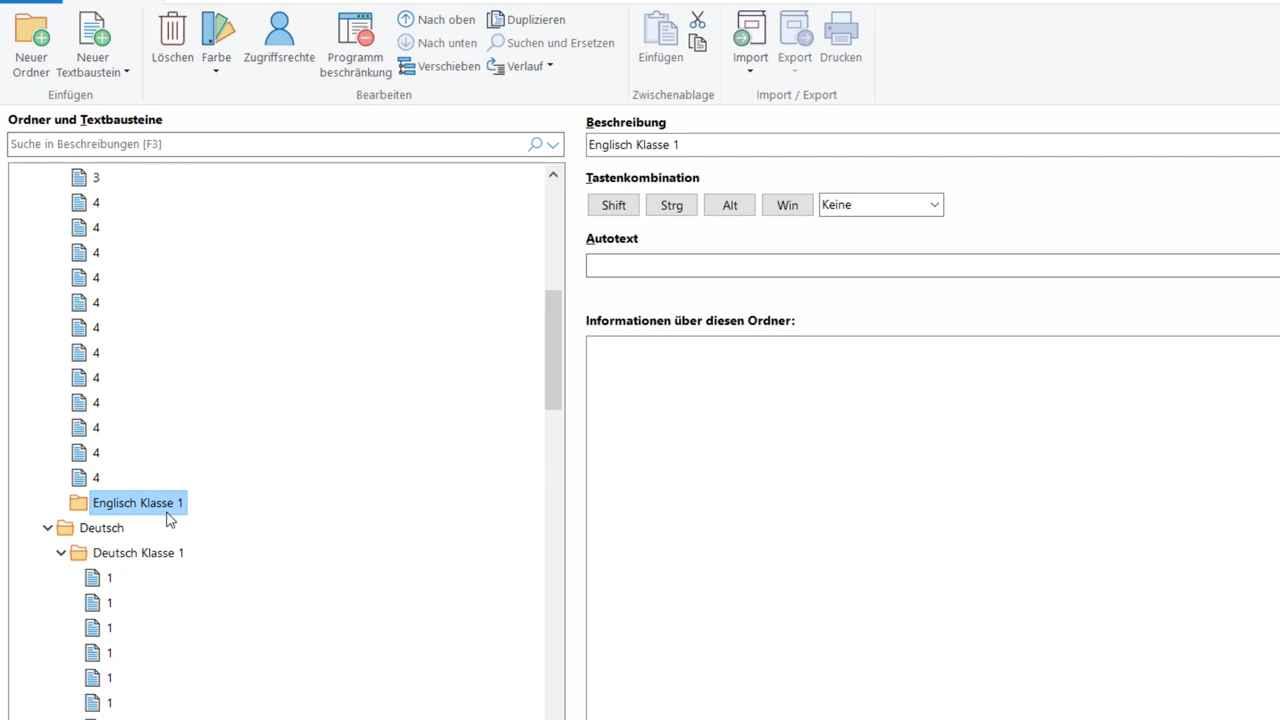 Neuer
Ordner
Neuer
Textbaustein
Einfügen
Löschen
Farbe
Zugriffsrechte
Programm
beschränkung
Nach oben
Nach unten
Verschieben
Duplizieren
Suchen und Ersetzen
Verlauf
Bearbeiten
Einfügen
Zwischenablage
Import
Export
Drucken
Import / Export
Ordner und Textbausteine
Suche in Beschreibungen [F3]
3
4
4
4
4
4
4
4
4
4
4
4
4
Englisch Klasse 1
Deutsch
Deutsch Klasse 1
1
1
1
1
1
1
Beschreibung
Englisch Klasse 1
Tastenkombination
Shift
Strg
Alt
Win
Keine
Autotext
Informationen über diesen Ordner: